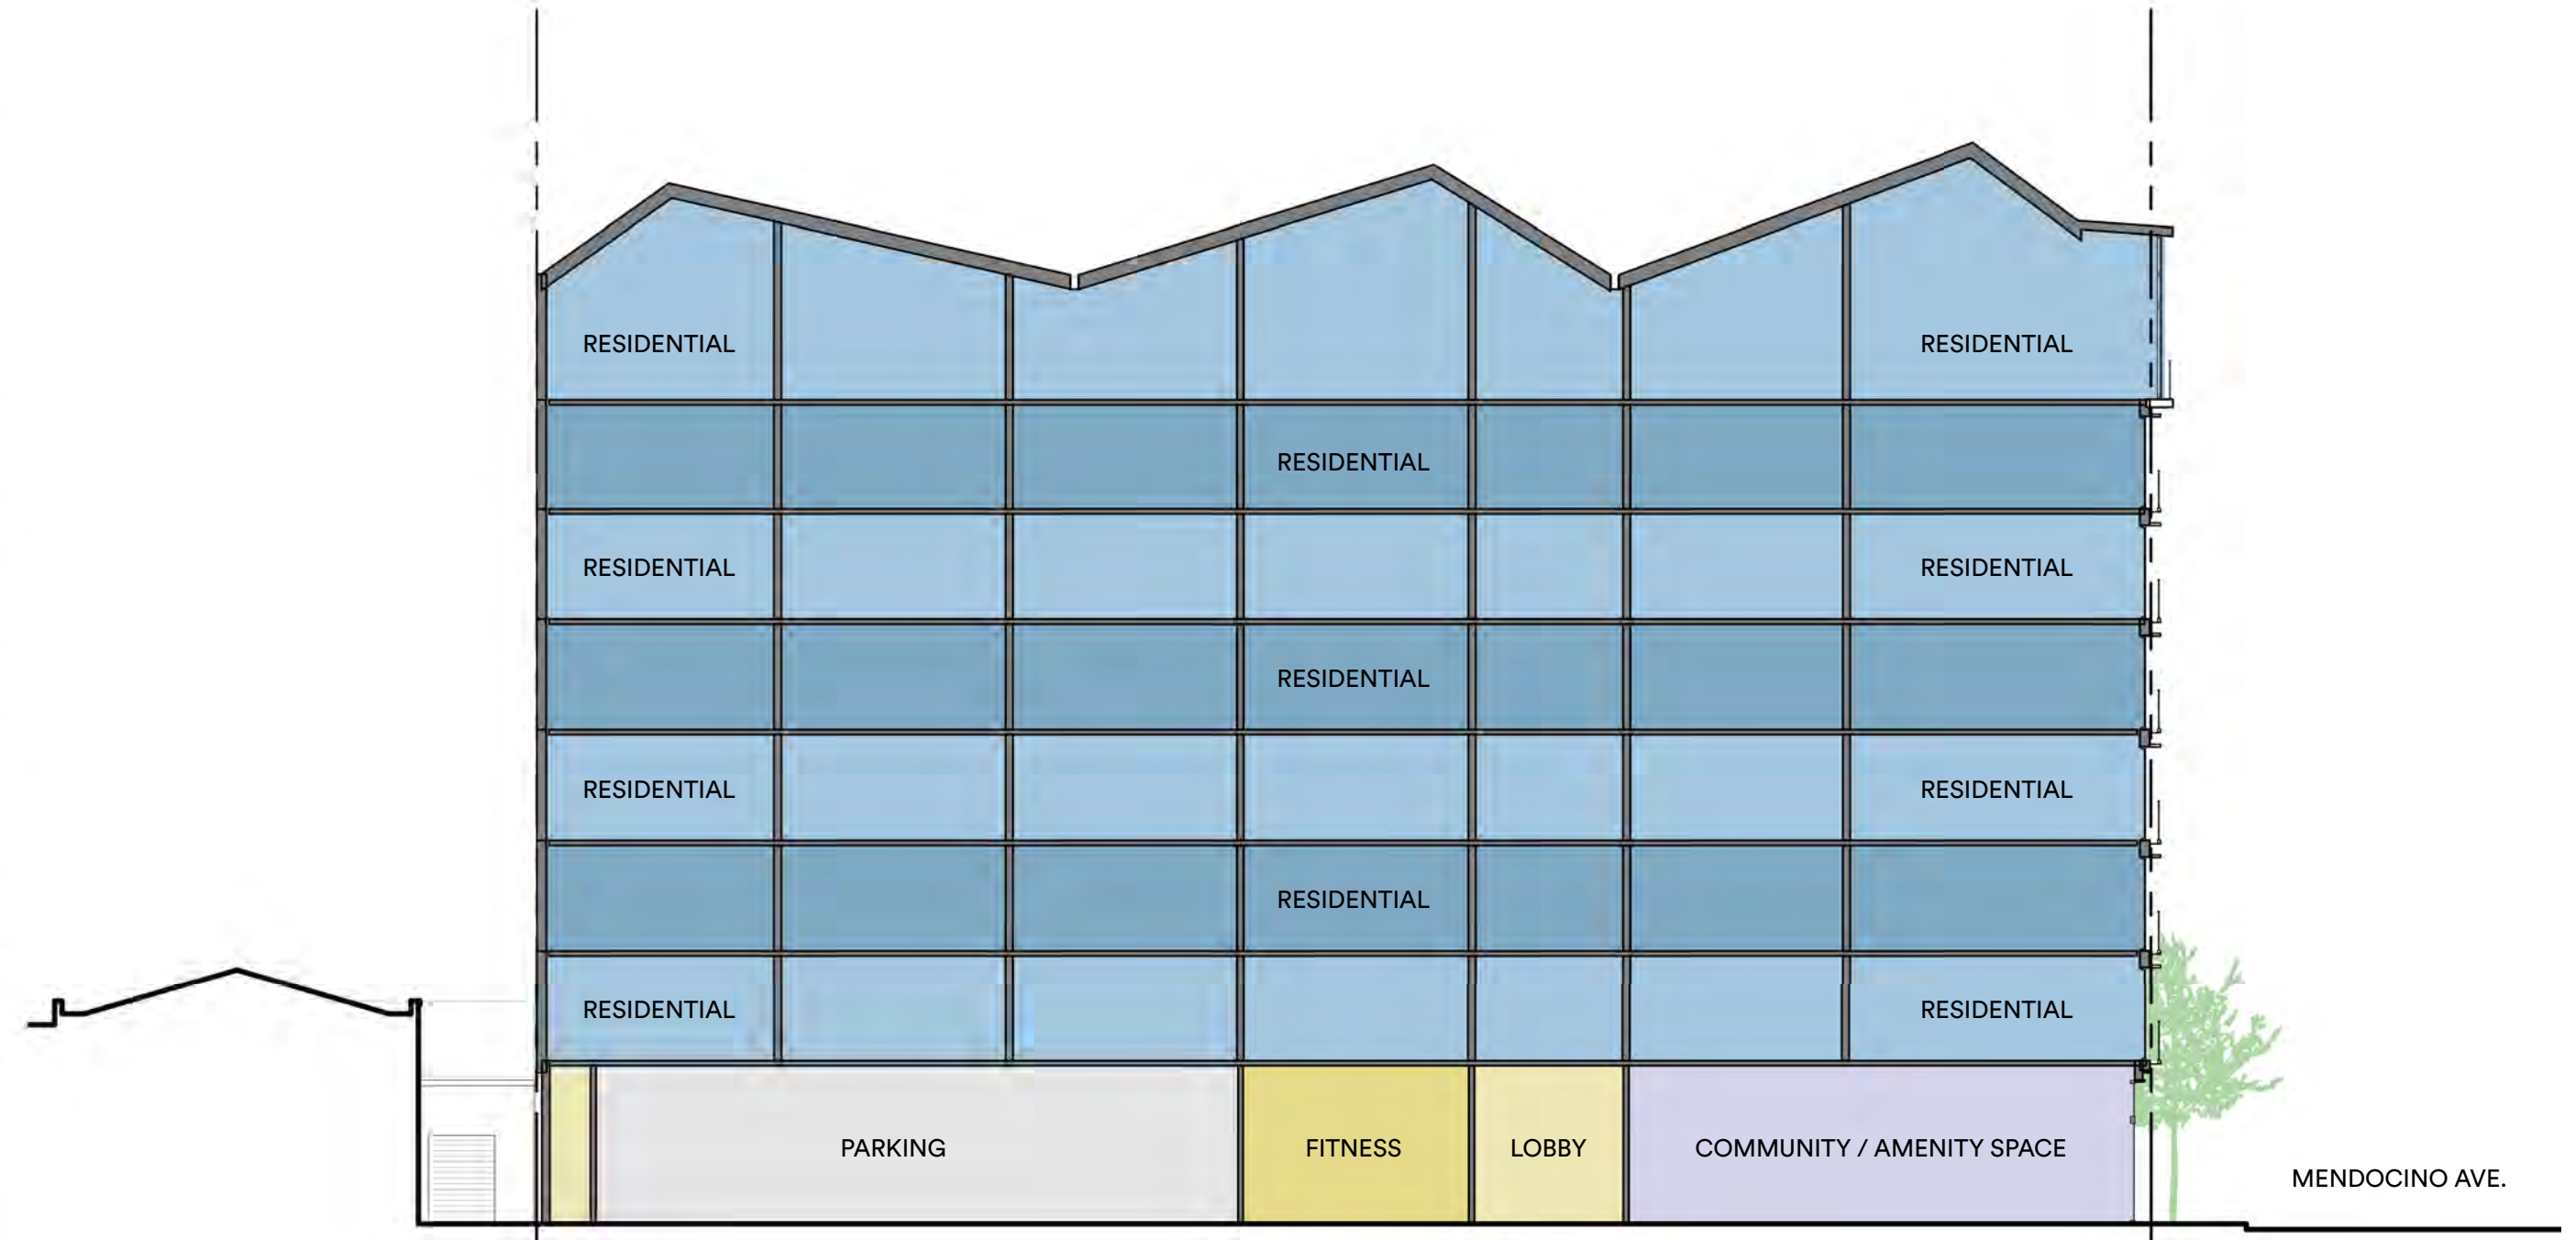 RESIDENTIAL
RESIDENTIAL
RESIDENTIAL
RESIDENTIAL
RESIDENTIAL
RESIDENTIAL
RESIDENTIAL
RESIDENTIAL
RESIDENTIAL
RESIDENTIAL
RESIDENTIAL
PARKING
FITNESS
LOBBY
COMMUNITY / AMENITY SPACE
MENDOCINO AVE.